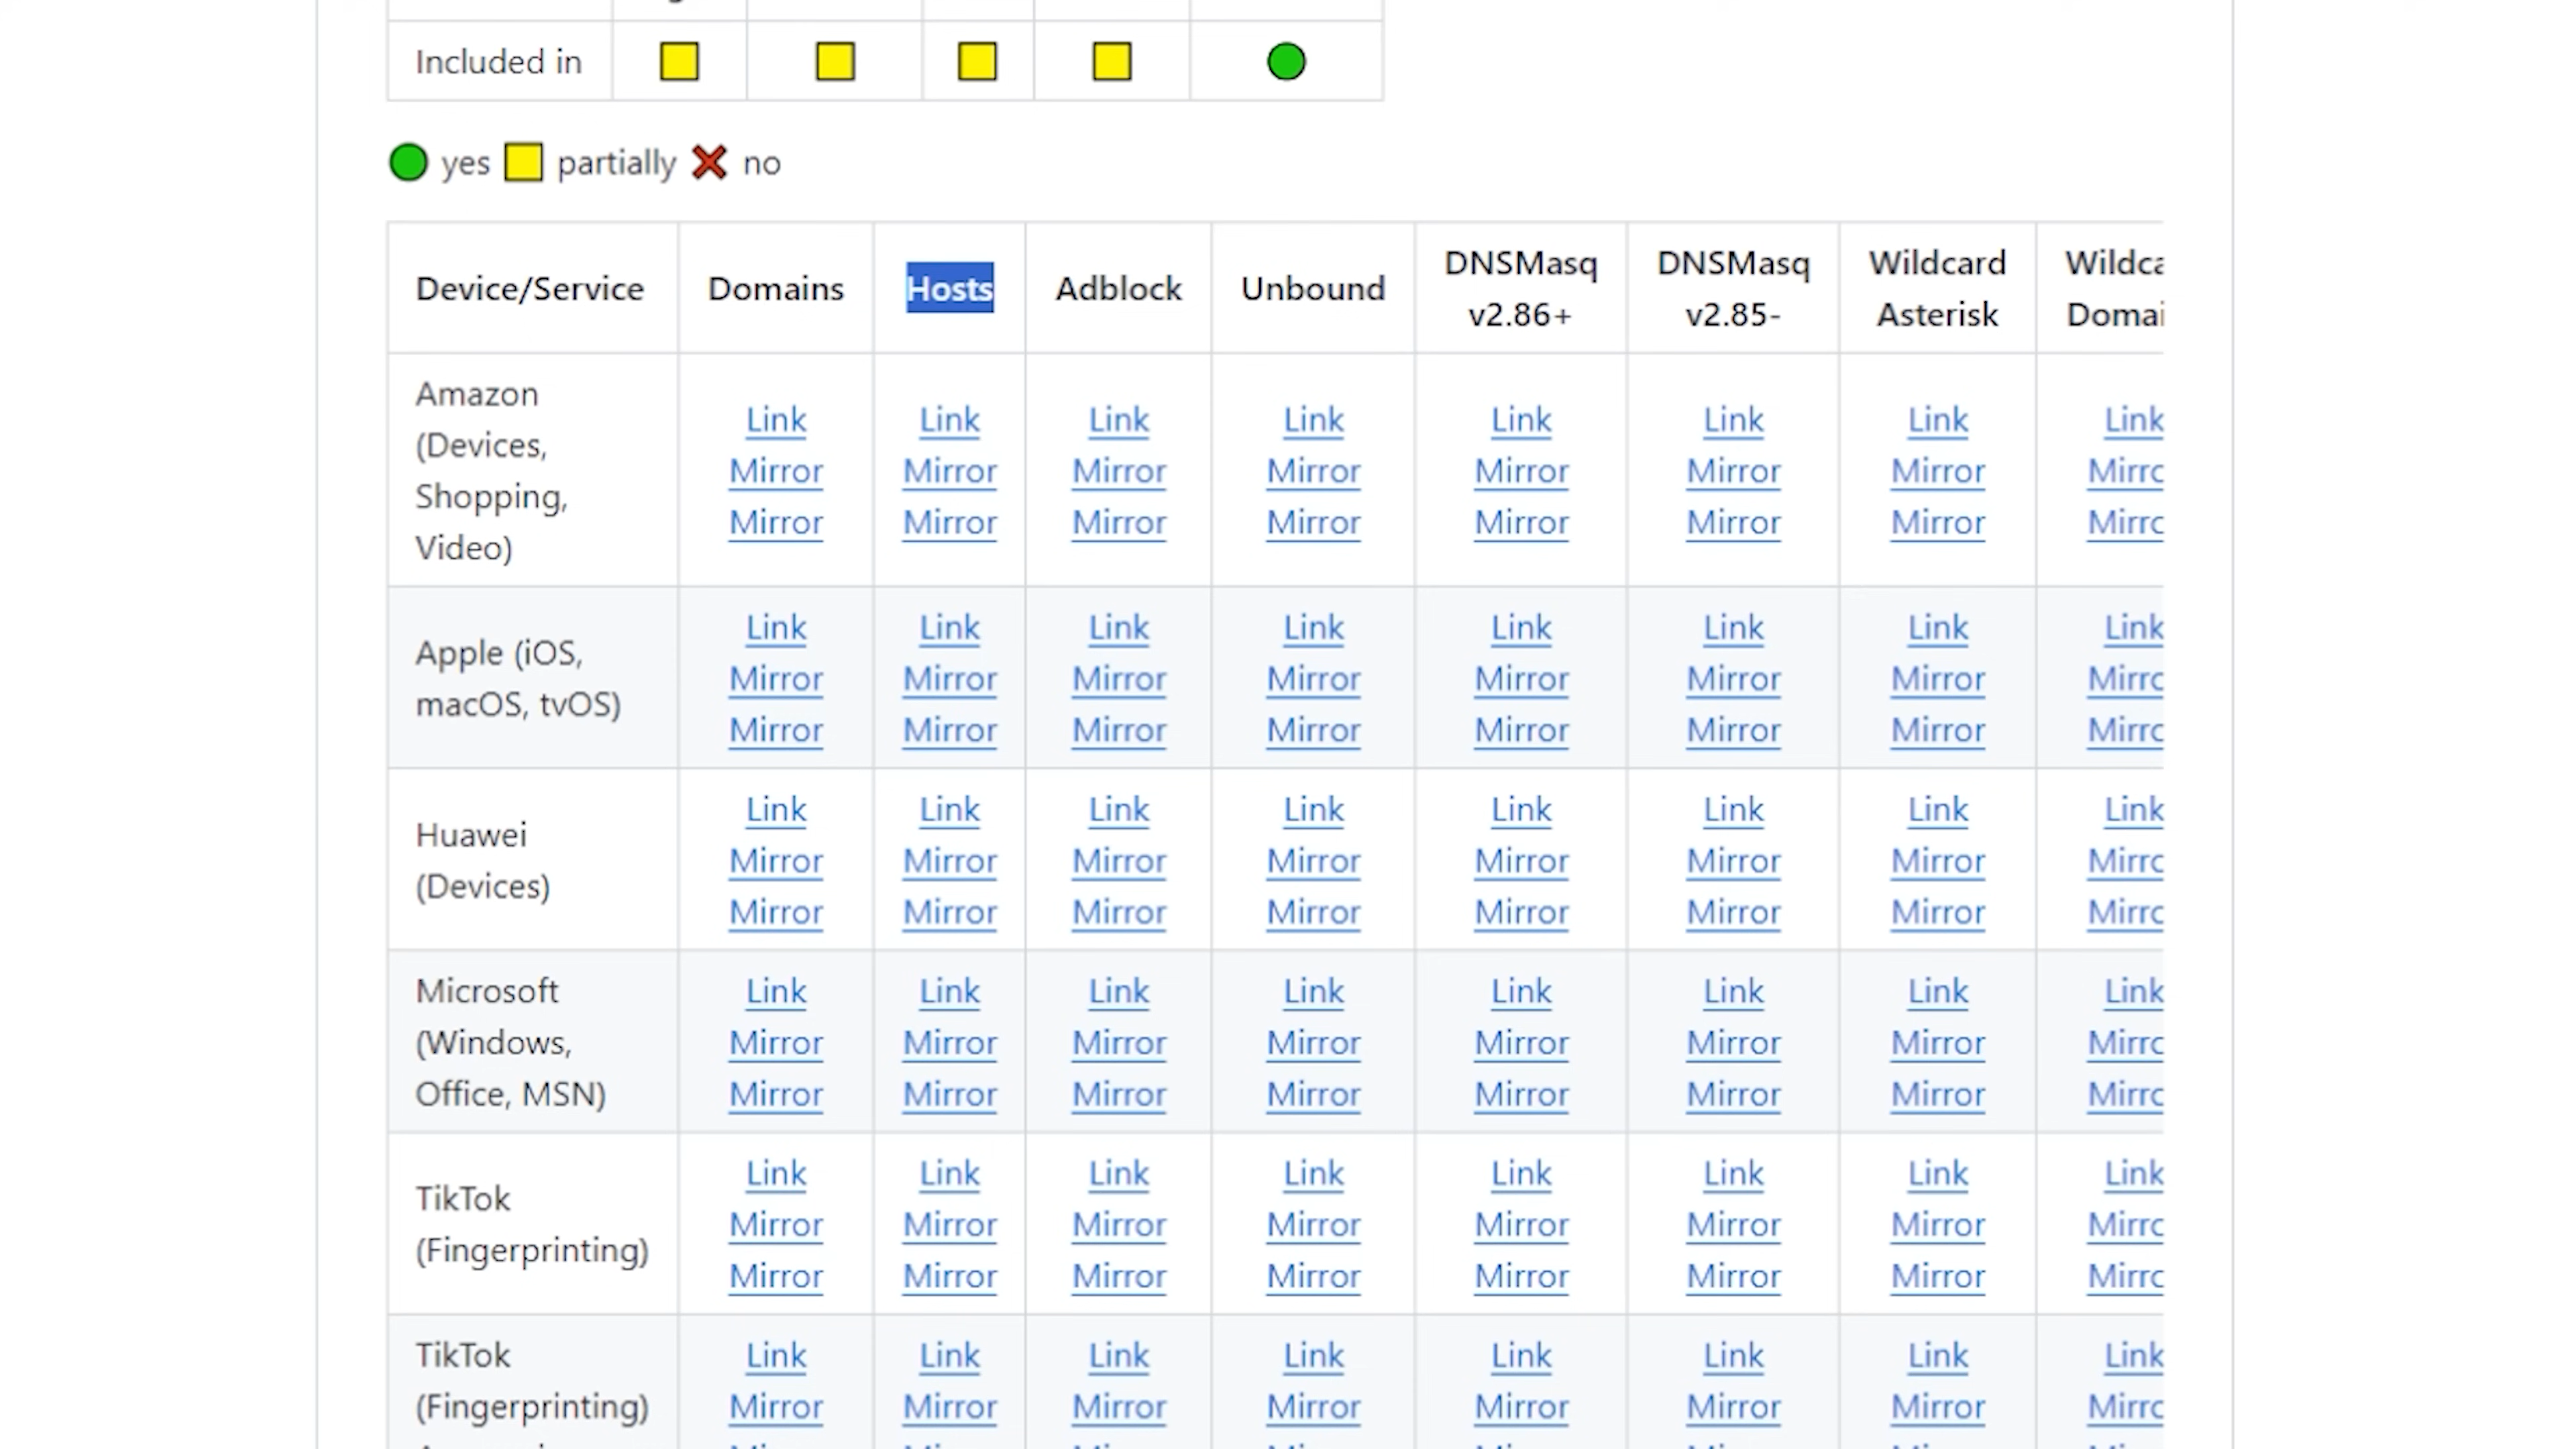 Included in
yes partially no
Device/Service Domains Hosts Adblock Unbound DNSMasq v2.86+ DNSMasq v2.85- Wildcard Asterisk
Amazon (Devices, Shopping, Video)
Link Link Link Link Link Link Link Link
Mirror Mirror Mirror Mirror Mirror Mirror Mirror
Mirror Mirror Mirror Mirror Mirror Mirror Mirror
Apple (iOS, macOS, tvOS)
Link Link Link Link Link Link Link Link
Mirror Mirror Mirror Mirror Mirror Mirror Mirror
Mirror Mirror Mirror Mirror Mirror Mirror Mirror
Huawei (Devices)
Link Link Link Link Link Link Link Link
Mirror Mirror Mirror Mirror Mirror Mirror Mirror
Mirror Mirror Mirror Mirror Mirror Mirror Mirror
Microsoft (Windows, Office, MSN)
Link Link Link Link Link Link Link Link
Mirror Mirror Mirror Mirror Mirror Mirror Mirror
Mirror Mirror Mirror Mirror Mirror Mirror Mirror
TikTok (Fingerprinting)
Link Link Link Link Link Link Link Link
Mirror Mirror Mirror Mirror Mirror Mirror Mirror
Mirror Mirror Mirror Mirror Mirror Mirror Mirror
TikTok (Fingerprinting)
Link Link Link Link Link Link Link Link
Mirror Mirror Mirror Mirror Mirror Mirror Mirror